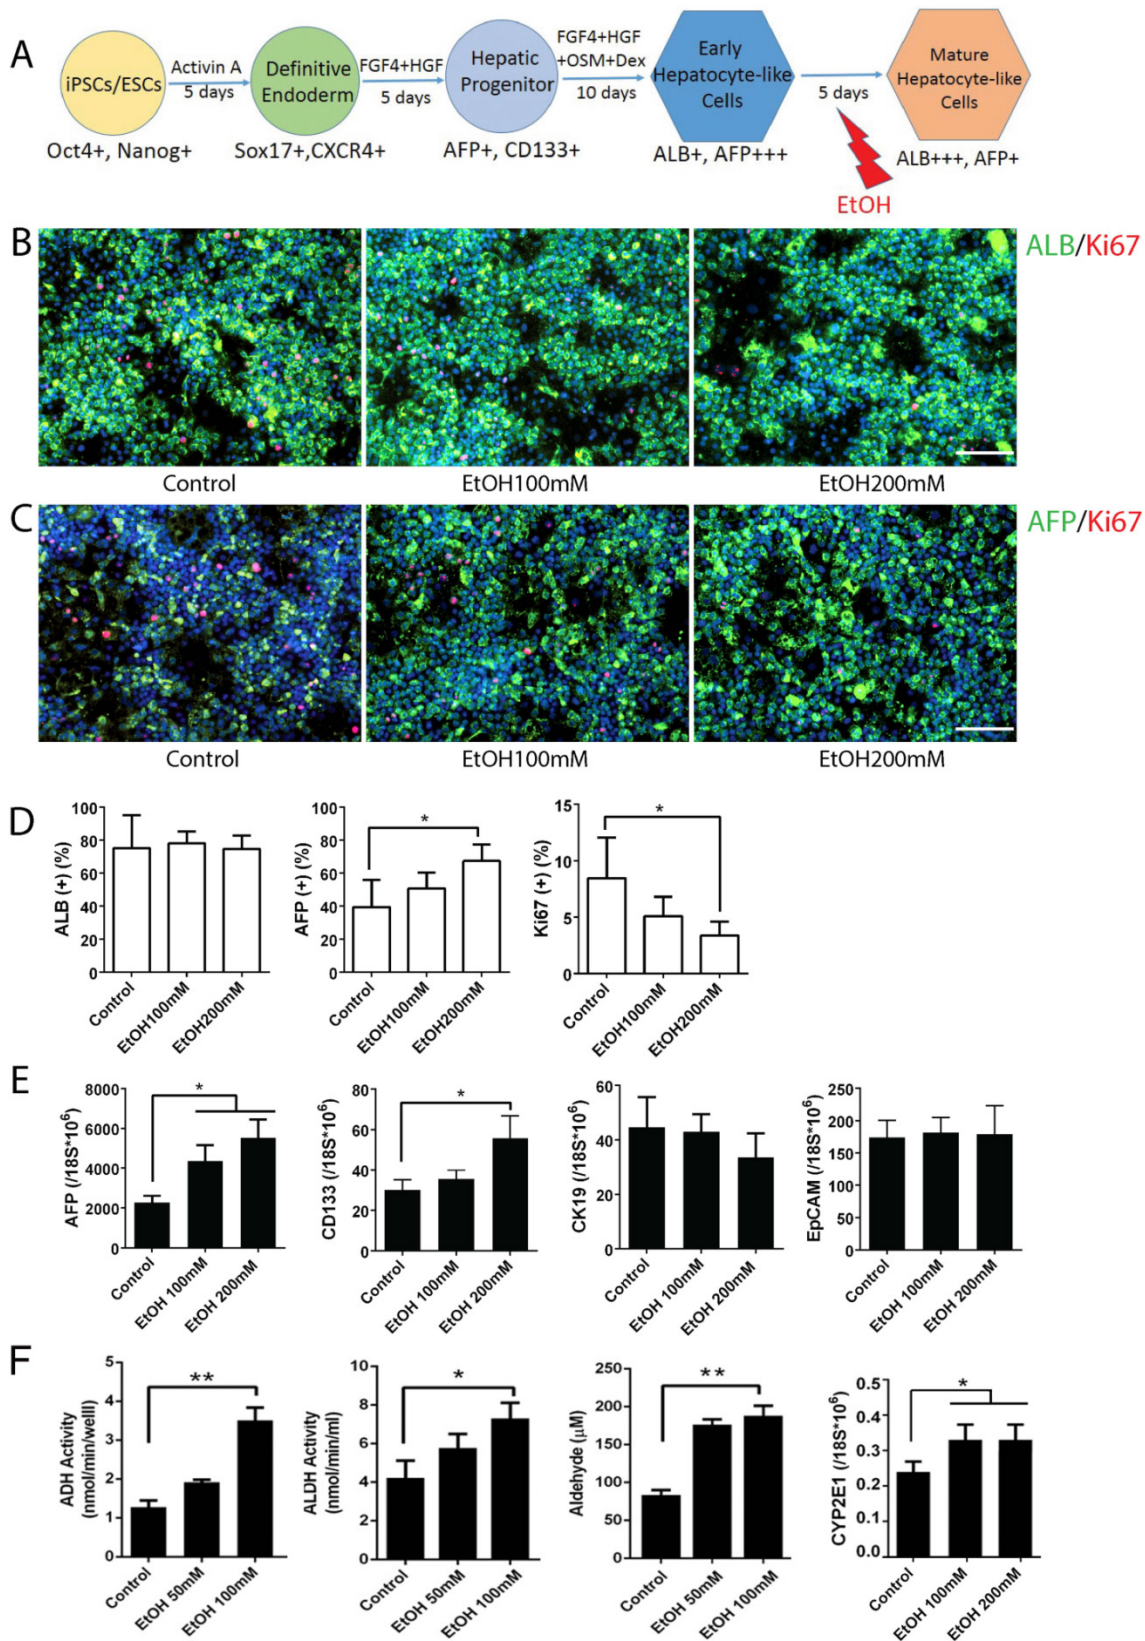 A
iPSCs/ESCs
Oct4+, Nanog+
Activin A
5 days
Definitive
Endoderm
Sox17+,CXCR4+
FGF4+HGF
5 days
Hepatic
Progenitor
AFP+, CD133+
FGF4+HGF
+OSM+Dex
10 days
Early
Hepatocyte-like
Cells
ALB+, AFP+++
5 days
EtOH
Mature
Hepatocyte-like
Cells
ALB+++, AFP+
B
ALB/Ki67
Control
EtOH100mM
EtOH200mM
C
AFP/Ki67
Control
EtOH100mM
EtOH200mM
D
ALB (+) (%)
100
80
60
40
20
0
Control
EtOH100mM
EtOH200mM
AFP (+) (%)
100
80
60
40
20
0
*
Control
EtOH100mM
EtOH200mM
Ki67 (+) (%)
15
10
5
0
*
Control
EtOH100mM
EtOH200mM
E
AFP (/18S*10⁶)
8000
6000
4000
2000
0
*
Control
EtOH 100mM
EtOH 200mM
CD133 (/18S*10⁶)
80
60
40
20
0
*
Control
EtOH 100mM
EtOH 200mM
CK19 (/18S*10⁶)
60
40
20
0
Control
EtOH 100mM
EtOH 200mM
EpCAM (/18S*10⁶)
250
200
150
100
50
0
Control
EtOH 100mM
EtOH 200mM
F
ADH Activity
(nmol/min/welll)
5
4
3
2
1
0
**
Control
EtOH 50mM
EtOH 100mM
ALDH Activity
(nmol/min/ml)
10
8
6
4
2
0
*
Control
EtOH 50mM
EtOH 100mM
Aldehyde (µM)
250
200
150
100
50
0
**
Control
EtOH 50mM
EtOH 100mM
CYP2E1 (/18S*10⁶)
0.5
0.4
0.3
0.2
0.1
0.0
*
Control
EtOH 100mM
EtOH 200mM